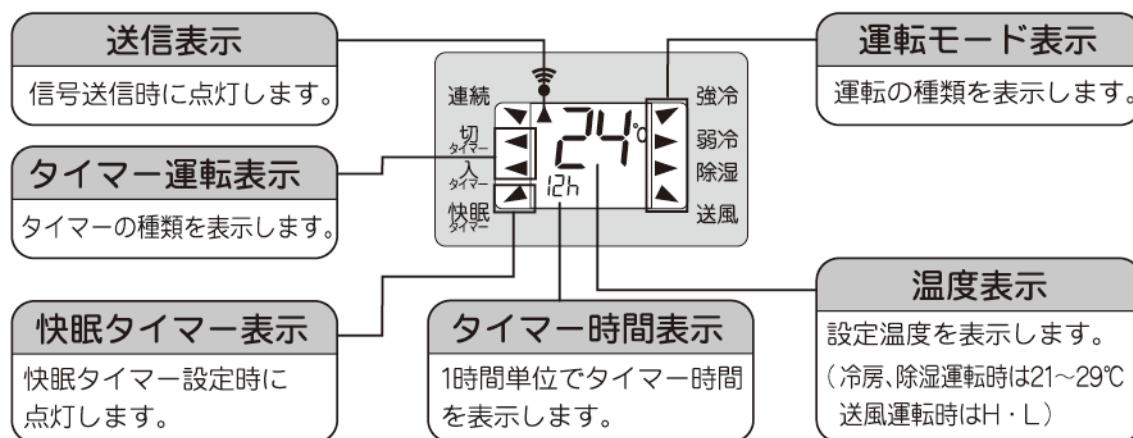 送信表示
信号送信時に点灯します。
タイマー運転表示
タイマーの種類を表示します。
快眠タイマー表示
快眠タイマー設定時に
点灯します。
連続
切
タイマー
入
タイマー
快眠
タイマー
24℃
12h
強冷
弱冷
除湿
送風
タイマー時間表示
1時間単位でタイマー時間
を表示します。
運転モード表示
運転の種類を表示します。
温度表示
設定温度を表示します。
(冷房、除湿運転時は21〜29℃
送風運転時はH・L)